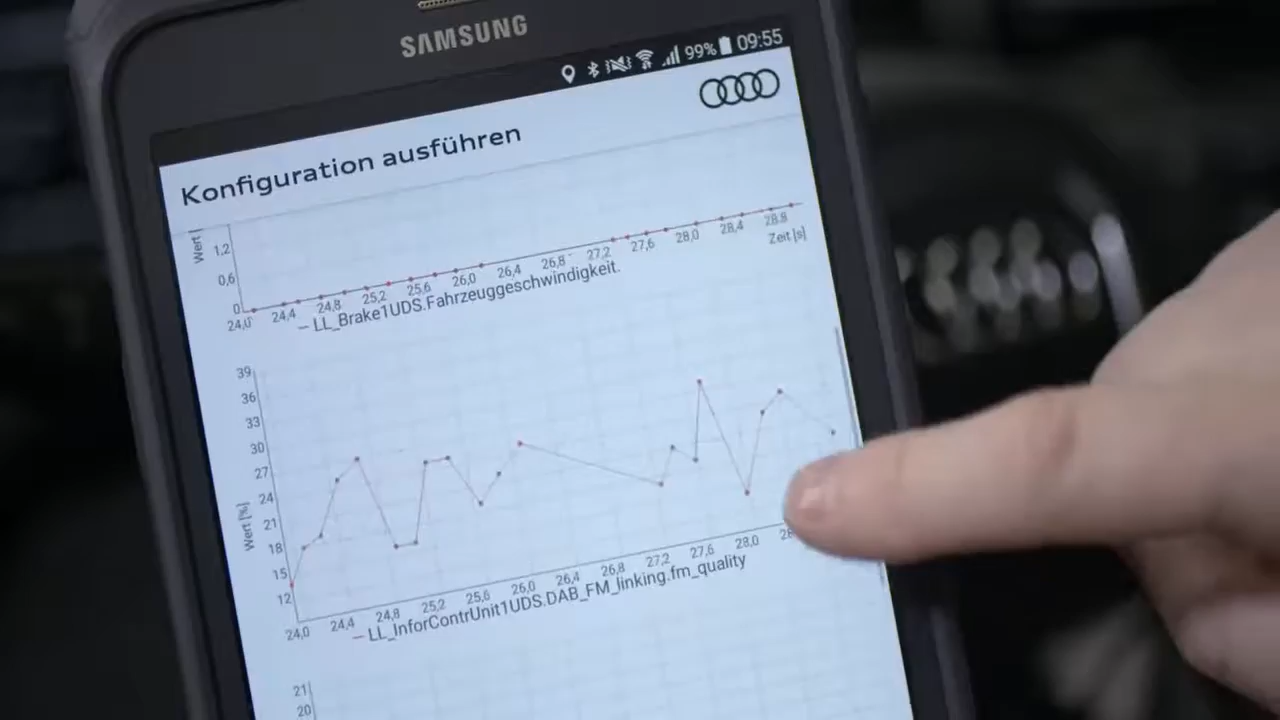 SAMSUNG
99% 09:55
Konfiguration ausführen
Wert [
1,2
0,6
0
24,0 24,4 24,8 25,2 25,6 26,0 26,4 26,8 27,2 27,6 28,0 28,4 28,8
Zeit [s]
LL_Brake1UDS.Fahrzeuggeschwindigkeit.
39
36
33
30
27
24
21
18
15
12
Wert [%]
24,0 24,4 24,8 25,2 25,6 26,0 26,4 26,8 27,2 27,6 28,0
LL_InforContrUnit1UDS.DAB_FM_linking.fm_quality
21
20